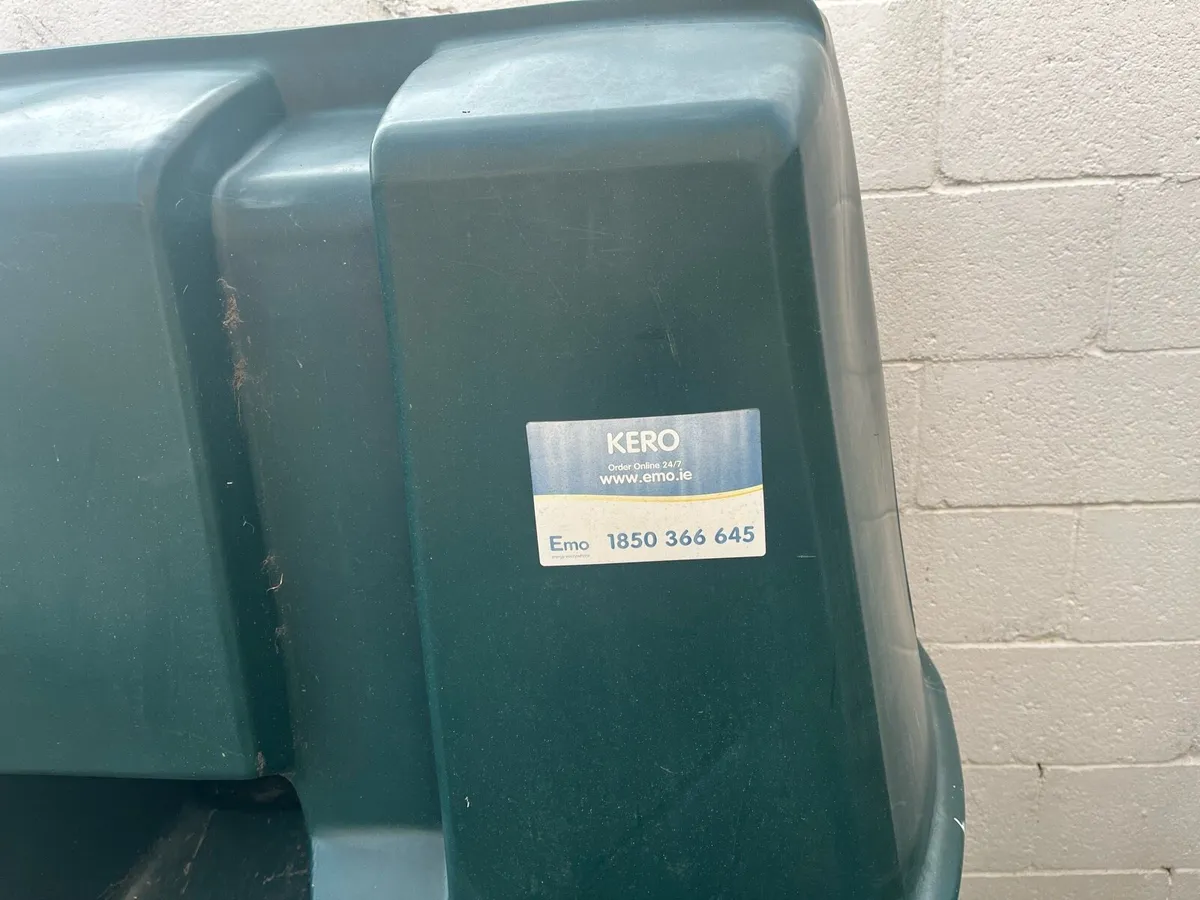 KERO
Order Online 24/7
www.emo.ie
Emo 1850 366 645